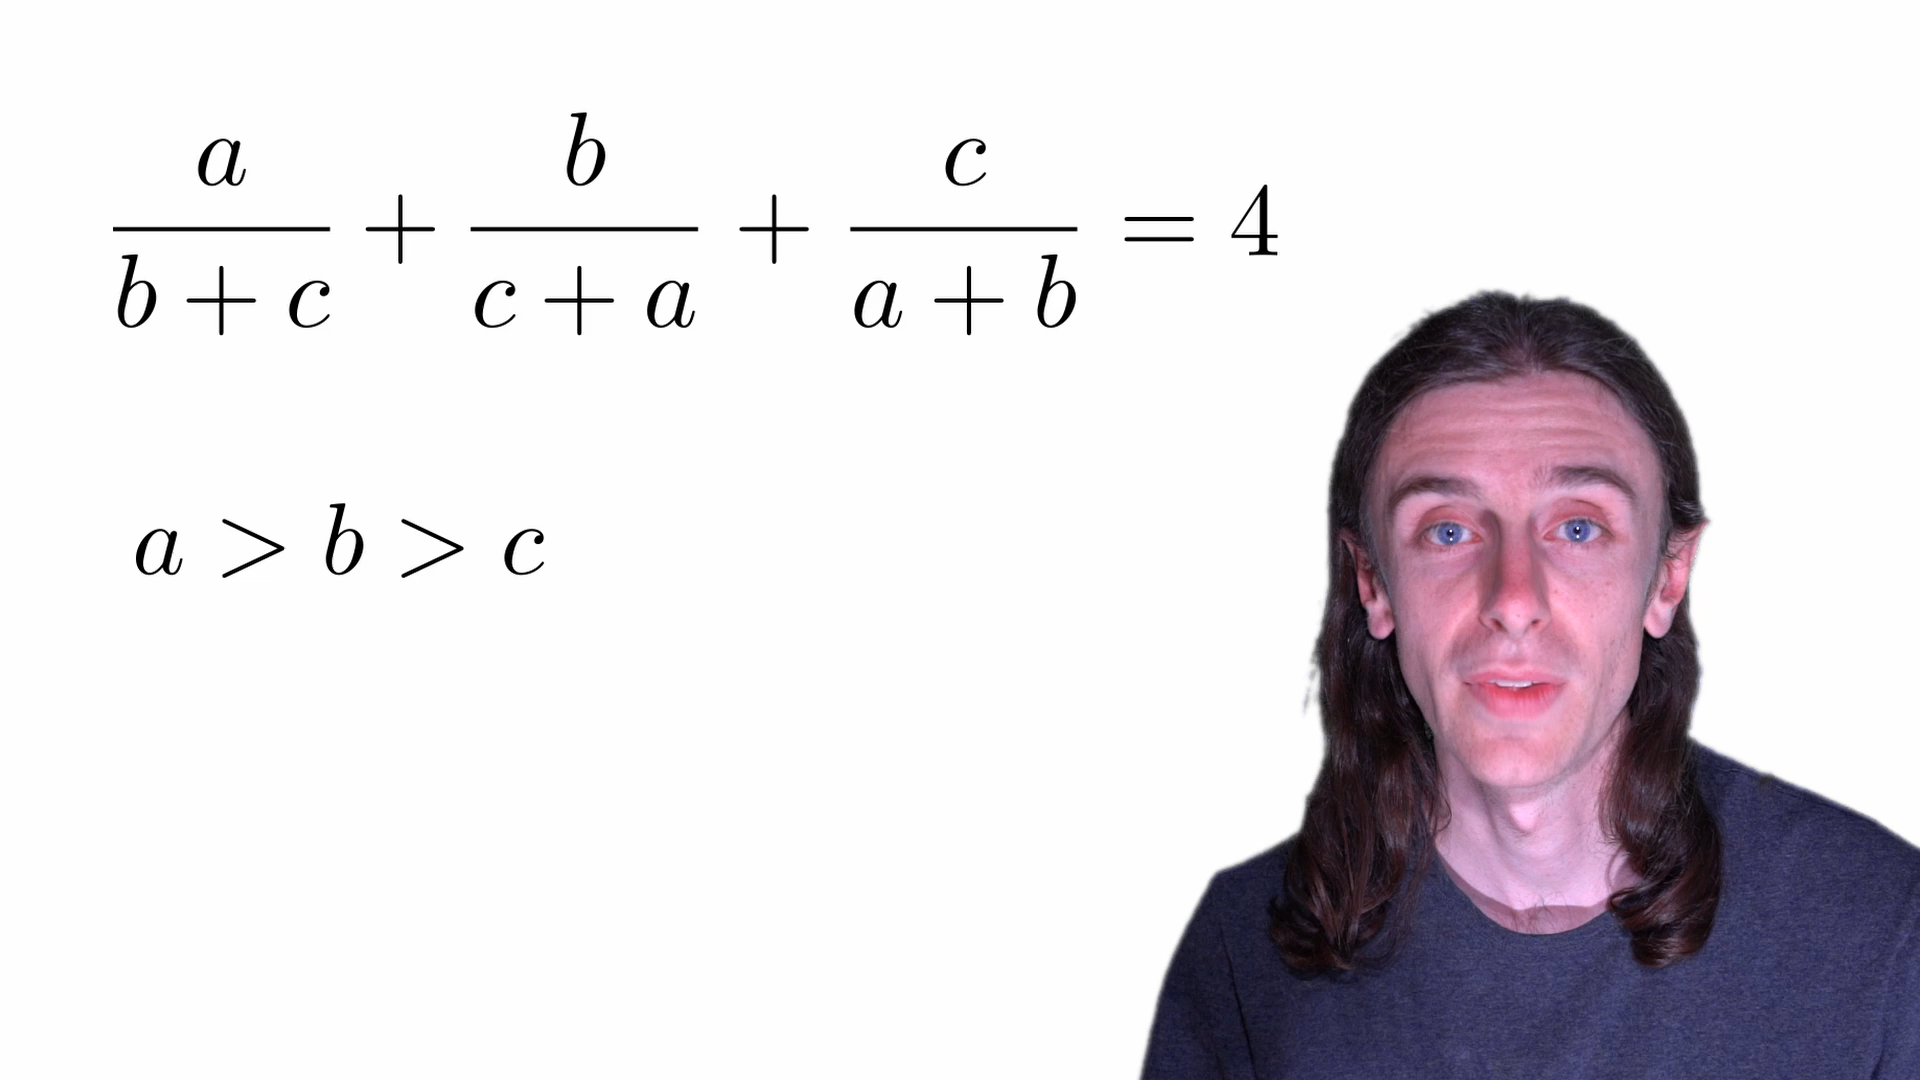 a/(b + c) + b/(c + a) + c/(a + b) = 4
a > b > c